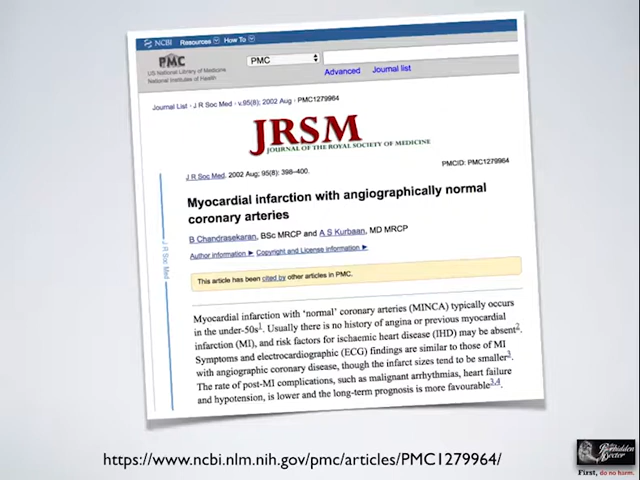 NCBI Resources How To
PMC
US National Library of Medicine
National Institutes of Health
PMC
Advanced Journal list
Journal List › J R Soc Med › v.95(8); 2002 Aug › PMC1279964
JRSM
JOURNAL OF THE ROYAL SOCIETY OF MEDICINE
J R Soc Med. 2002 Aug; 95(8): 398–400.
PMCID: PMC1279964
Myocardial infarction with angiographically normal
coronary arteries
B Chandrasekaran, BSc MRCP and A S Kurbaan, MD MRCP
Author information ► Copyright and License information ►
This article has been cited by other articles in PMC.
J R Soc Med
Myocardial infarction with ‘normal’ coronary arteries (MINCA) typically occurs
in the under-50s1. Usually there is no history of angina or previous myocardial
infarction (MI), and risk factors for ischaemic heart disease (IHD) may be absent2.
Symptoms and electrocardiographic (ECG) findings are similar to those of MI
with angiographic coronary disease, though the infarct sizes tend to be smaller3.
The rate of post-MI complications, such as malignant arrhythmias, heart failure
and hypotension, is lower and the long-term prognosis is more favourable3,4.
https://www.ncbi.nlm.nih.gov/pmc/articles/PMC1279964/
Forbidden
Doctor
First, do no harm.